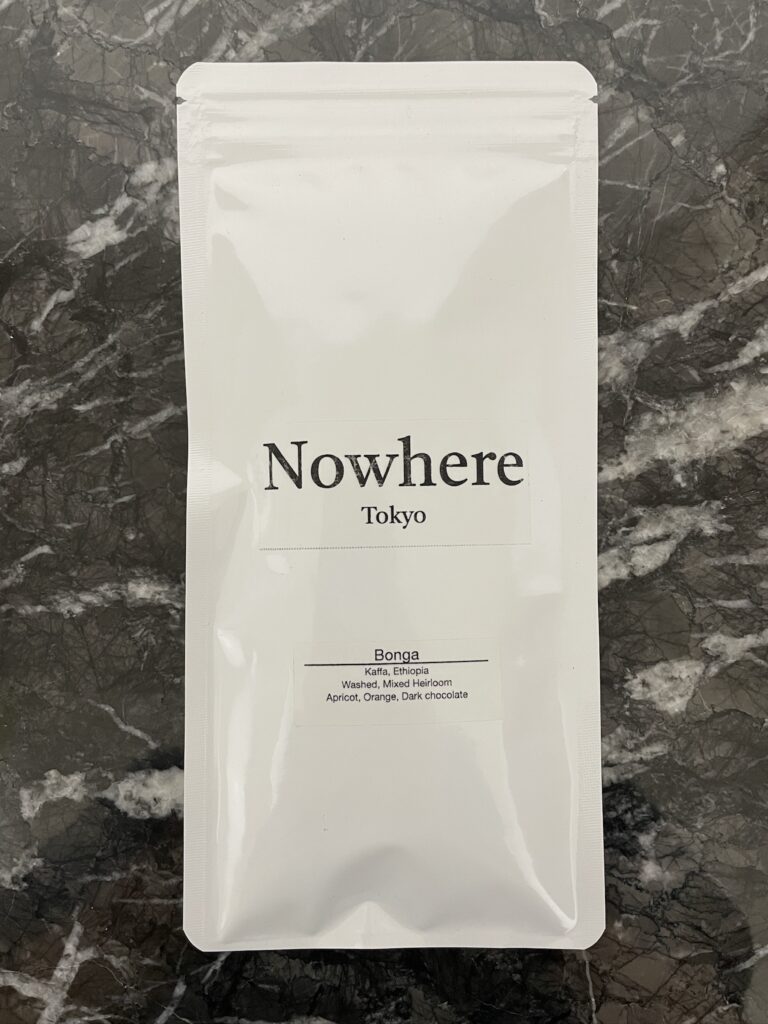 Nowhere
Tokyo
Bonga
Kaffa, Ethiopia
Washed, Mixed Heirloom
Apricot, Orange, Dark chocolate